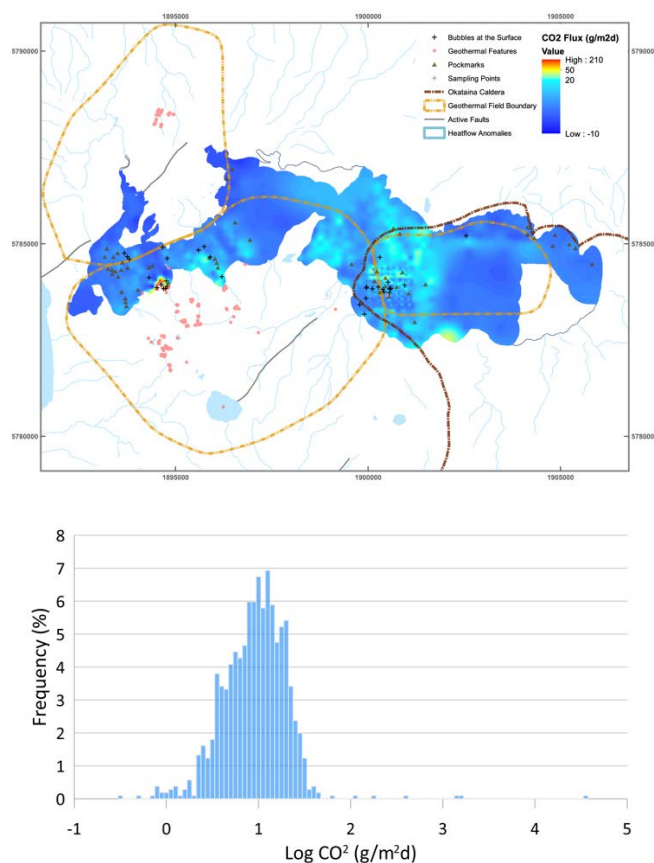 1895000 1900000 1905000
5790000 5790000
5785000 5785000
5780000 5780000
1895000 1900000 1905000
Bubbles at the Surface
Geothermal Features
Pockmarks
Sampling Points
Okataina Caldera
Geothermal Field Boundary
Active Faults
Heatflow Anomalies
CO2 Flux (g/m2d)
Value
High : 210
50
20
Low : -10
Frequency (%)
8
7
6
5
4
3
2
1
0
-1 0 1 2 3 4 5
Log CO² (g/m²d)